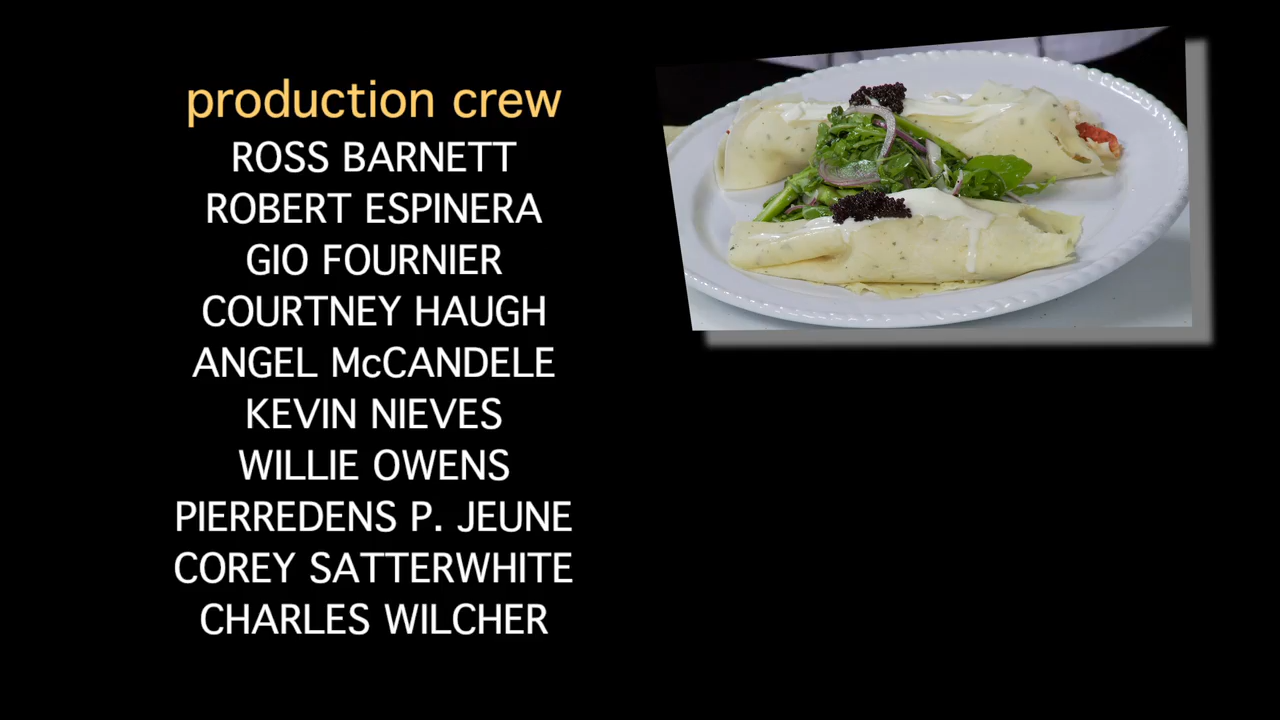 production crew
ROSS BARNETT
ROBERT ESPINERA
GIO FOURNIER
COURTNEY HAUGH
ANGEL McCANDELE
KEVIN NIEVES
WILLIE OWENS
PIERREDENS P. JEUNE
COREY SATTERWHITE
CHARLES WILCHER